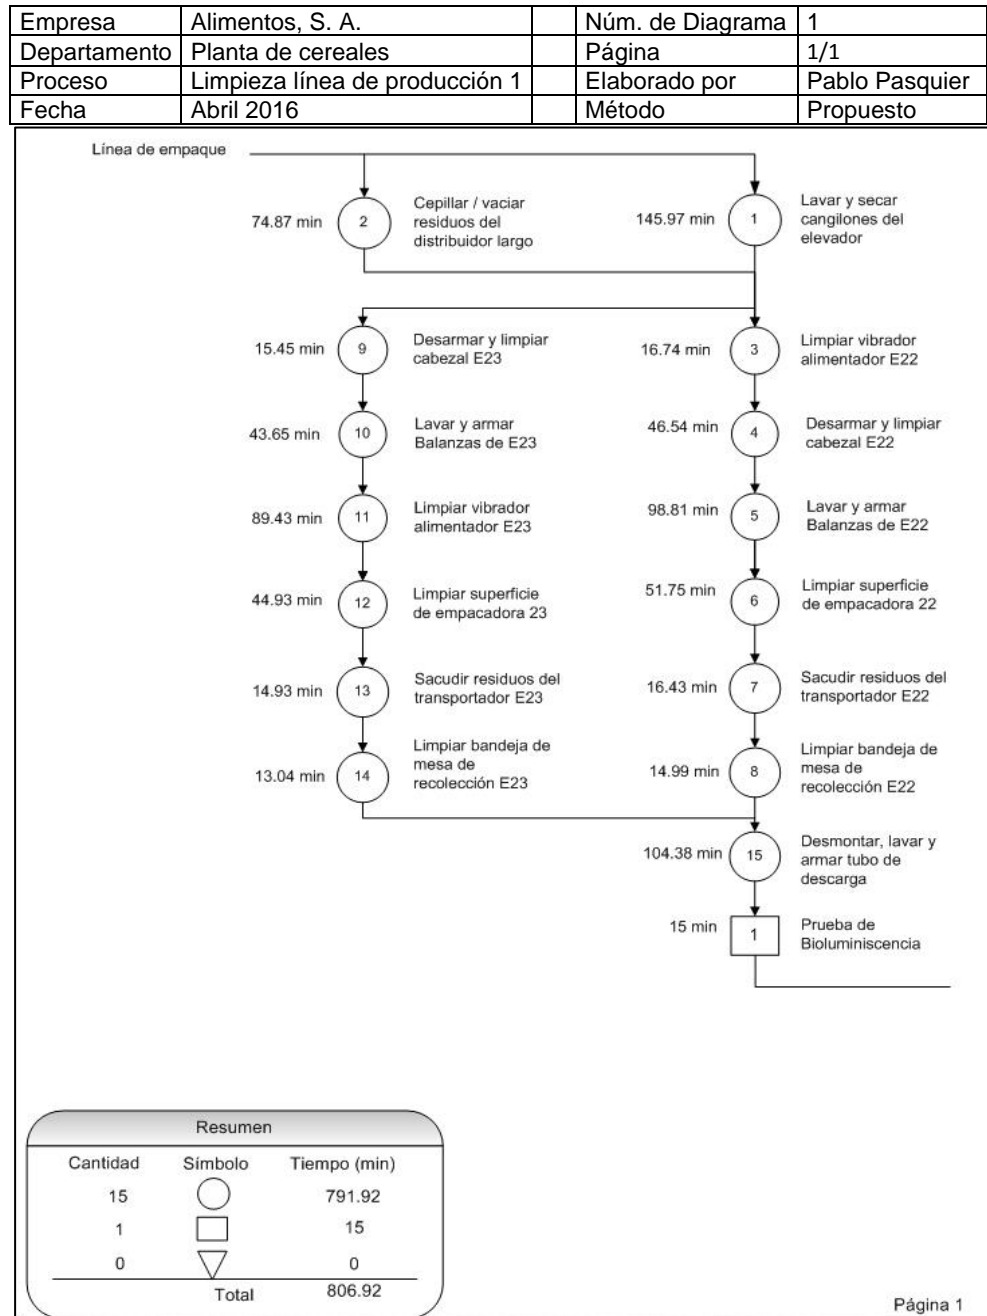 Empresa Alimentos, S. A. Núm. de Diagrama 1
Departamento Planta de cereales Página 1/1
Proceso Limpieza línea de producción 1 Elaborado por Pablo Pasquier
Fecha Abril 2016 Método Propuesto
Línea de empaque
74.87 min
2
Cepillar / vaciar
residuos del
distribuidor largo
145.97 min
1
Lavar y secar
cangilones del
elevador
15.45 min
9
Desarmar y limpiar
cabezal E23
16.74 min
3
Limpiar vibrador
alimentador E22
43.65 min
10
Lavar y armar
Balanzas de E23
46.54 min
4
Desarmar y limpiar
cabezal E22
89.43 min
11
Limpiar vibrador
alimentador E23
98.81 min
5
Lavar y armar
Balanzas de E22
44.93 min
12
Limpiar superficie
de empacadora 23
51.75 min
6
Limpiar superficie
de empacadora 22
14.93 min
13
Sacudir residuos del
transportador E23
16.43 min
7
Sacudir residuos del
transportador E22
13.04 min
14
Limpiar bandeja de
mesa de
recolección E23
14.99 min
8
Limpiar bandeja de
mesa de
recolección E22
104.38 min
15
Desmontar, lavar y
armar tubo de
descarga
15 min
1
Prueba de
Bioluminiscencia
Resumen
Cantidad Símbolo Tiempo (min)
15 791.92
1 15
0 0
Total 806.92
Página 1